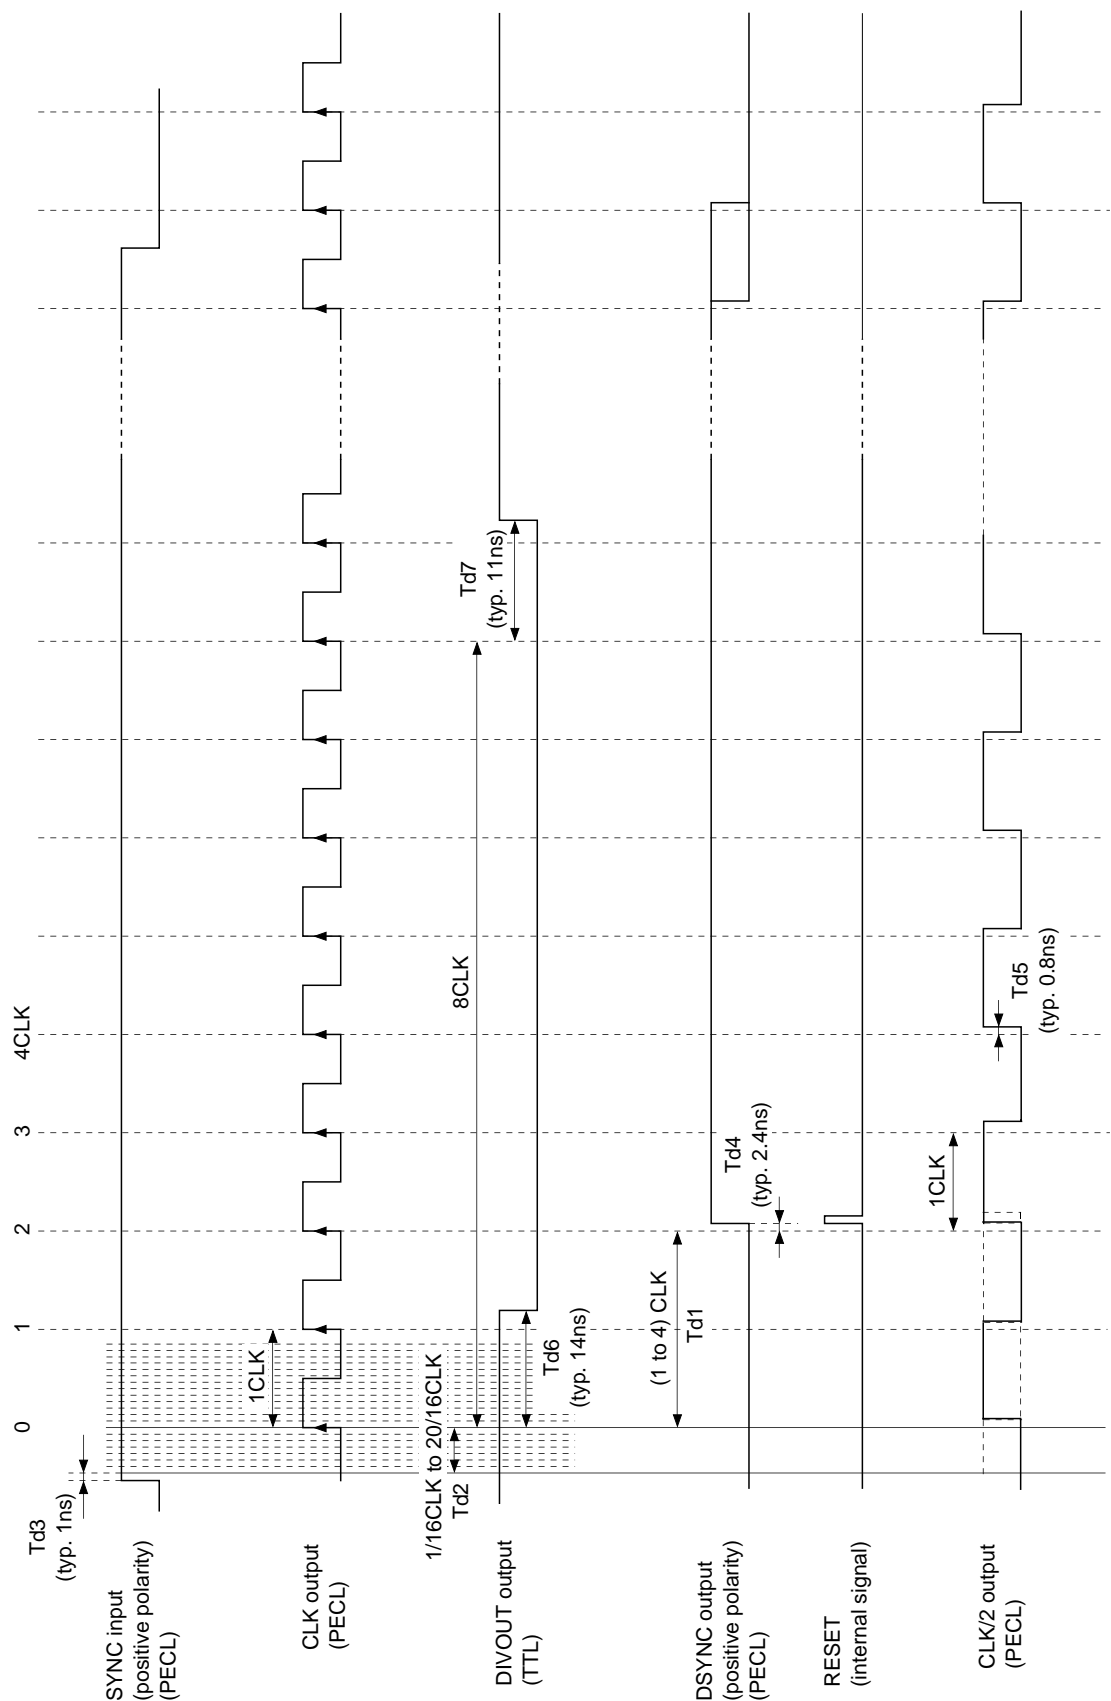 0
1
2
3
4CLK
Td3
(typ. 1ns)
SYNC input
(positive polarity)
(PECL)
CLK output
(PECL)
1CLK
1/16CLK to 20/16CLK
Td2
DIVOUT output
(TTL)
8CLK
Td6
(typ. 14ns)
Td7
(typ. 11ns)
DSYNC output
(positive polarity)
(PECL)
(1 to 4) CLK
Td1
Td4
(typ. 2.4ns)
RESET
(internal signal)
CLK/2 output
(PECL)
1CLK
Td5
(typ. 0.8ns)